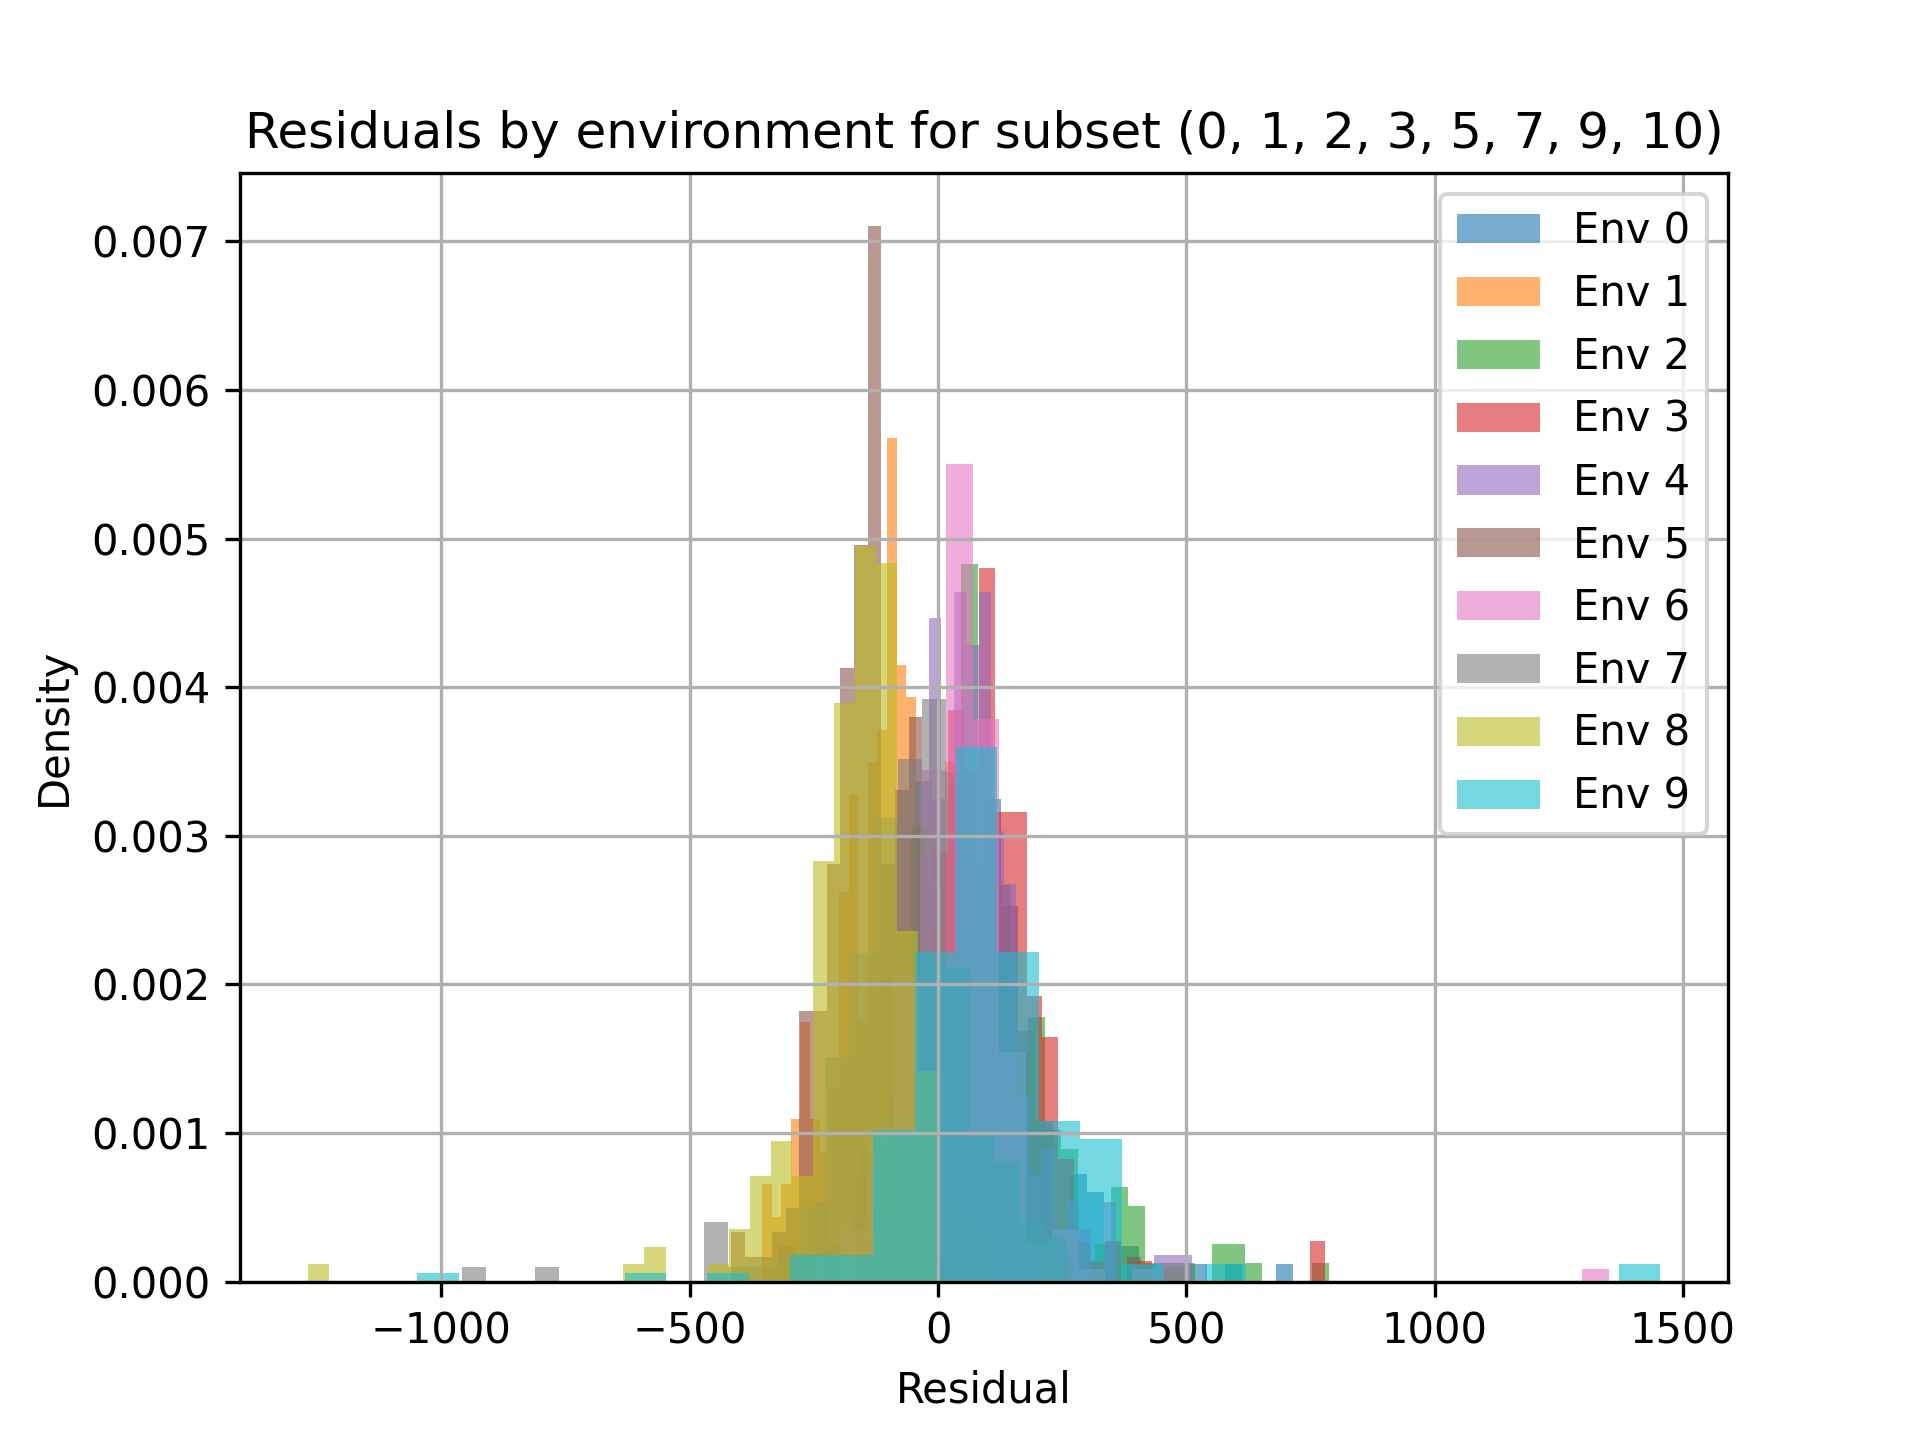 Residuals by environment for subset (0, 1, 2, 3, 5, 7, 9, 10)
0.007
0.006
0.005
0.004
0.003
0.002
0.001
0.000
Density
Env 0
Env 1
Env 2
Env 3
Env 4
Env 5
Env 6
Env 7
Env 8
Env 9
−1000 −500 0 500 1000 1500
Residual